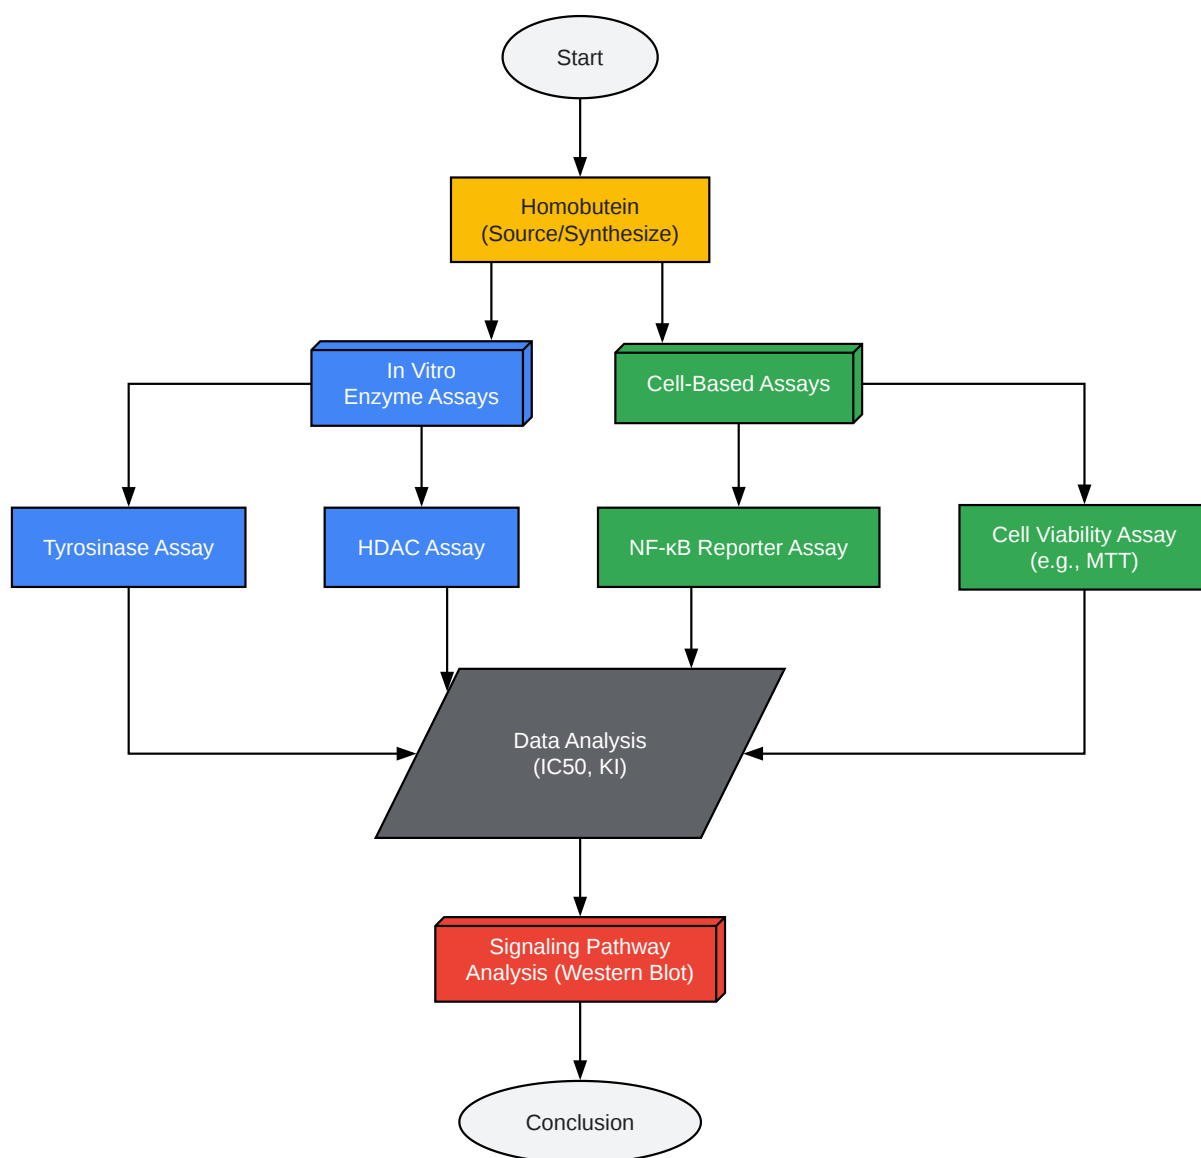 Start
Homobutein
(Source/Synthesize)
In Vitro
Enzyme Assays
Cell-Based Assays
Tyrosinase Assay
HDAC Assay
NF-κB Reporter Assay
Cell Viability Assay
(e.g., MTT)
Data Analysis
(IC50, KI)
Signaling Pathway
Analysis (Western Blot)
Conclusion